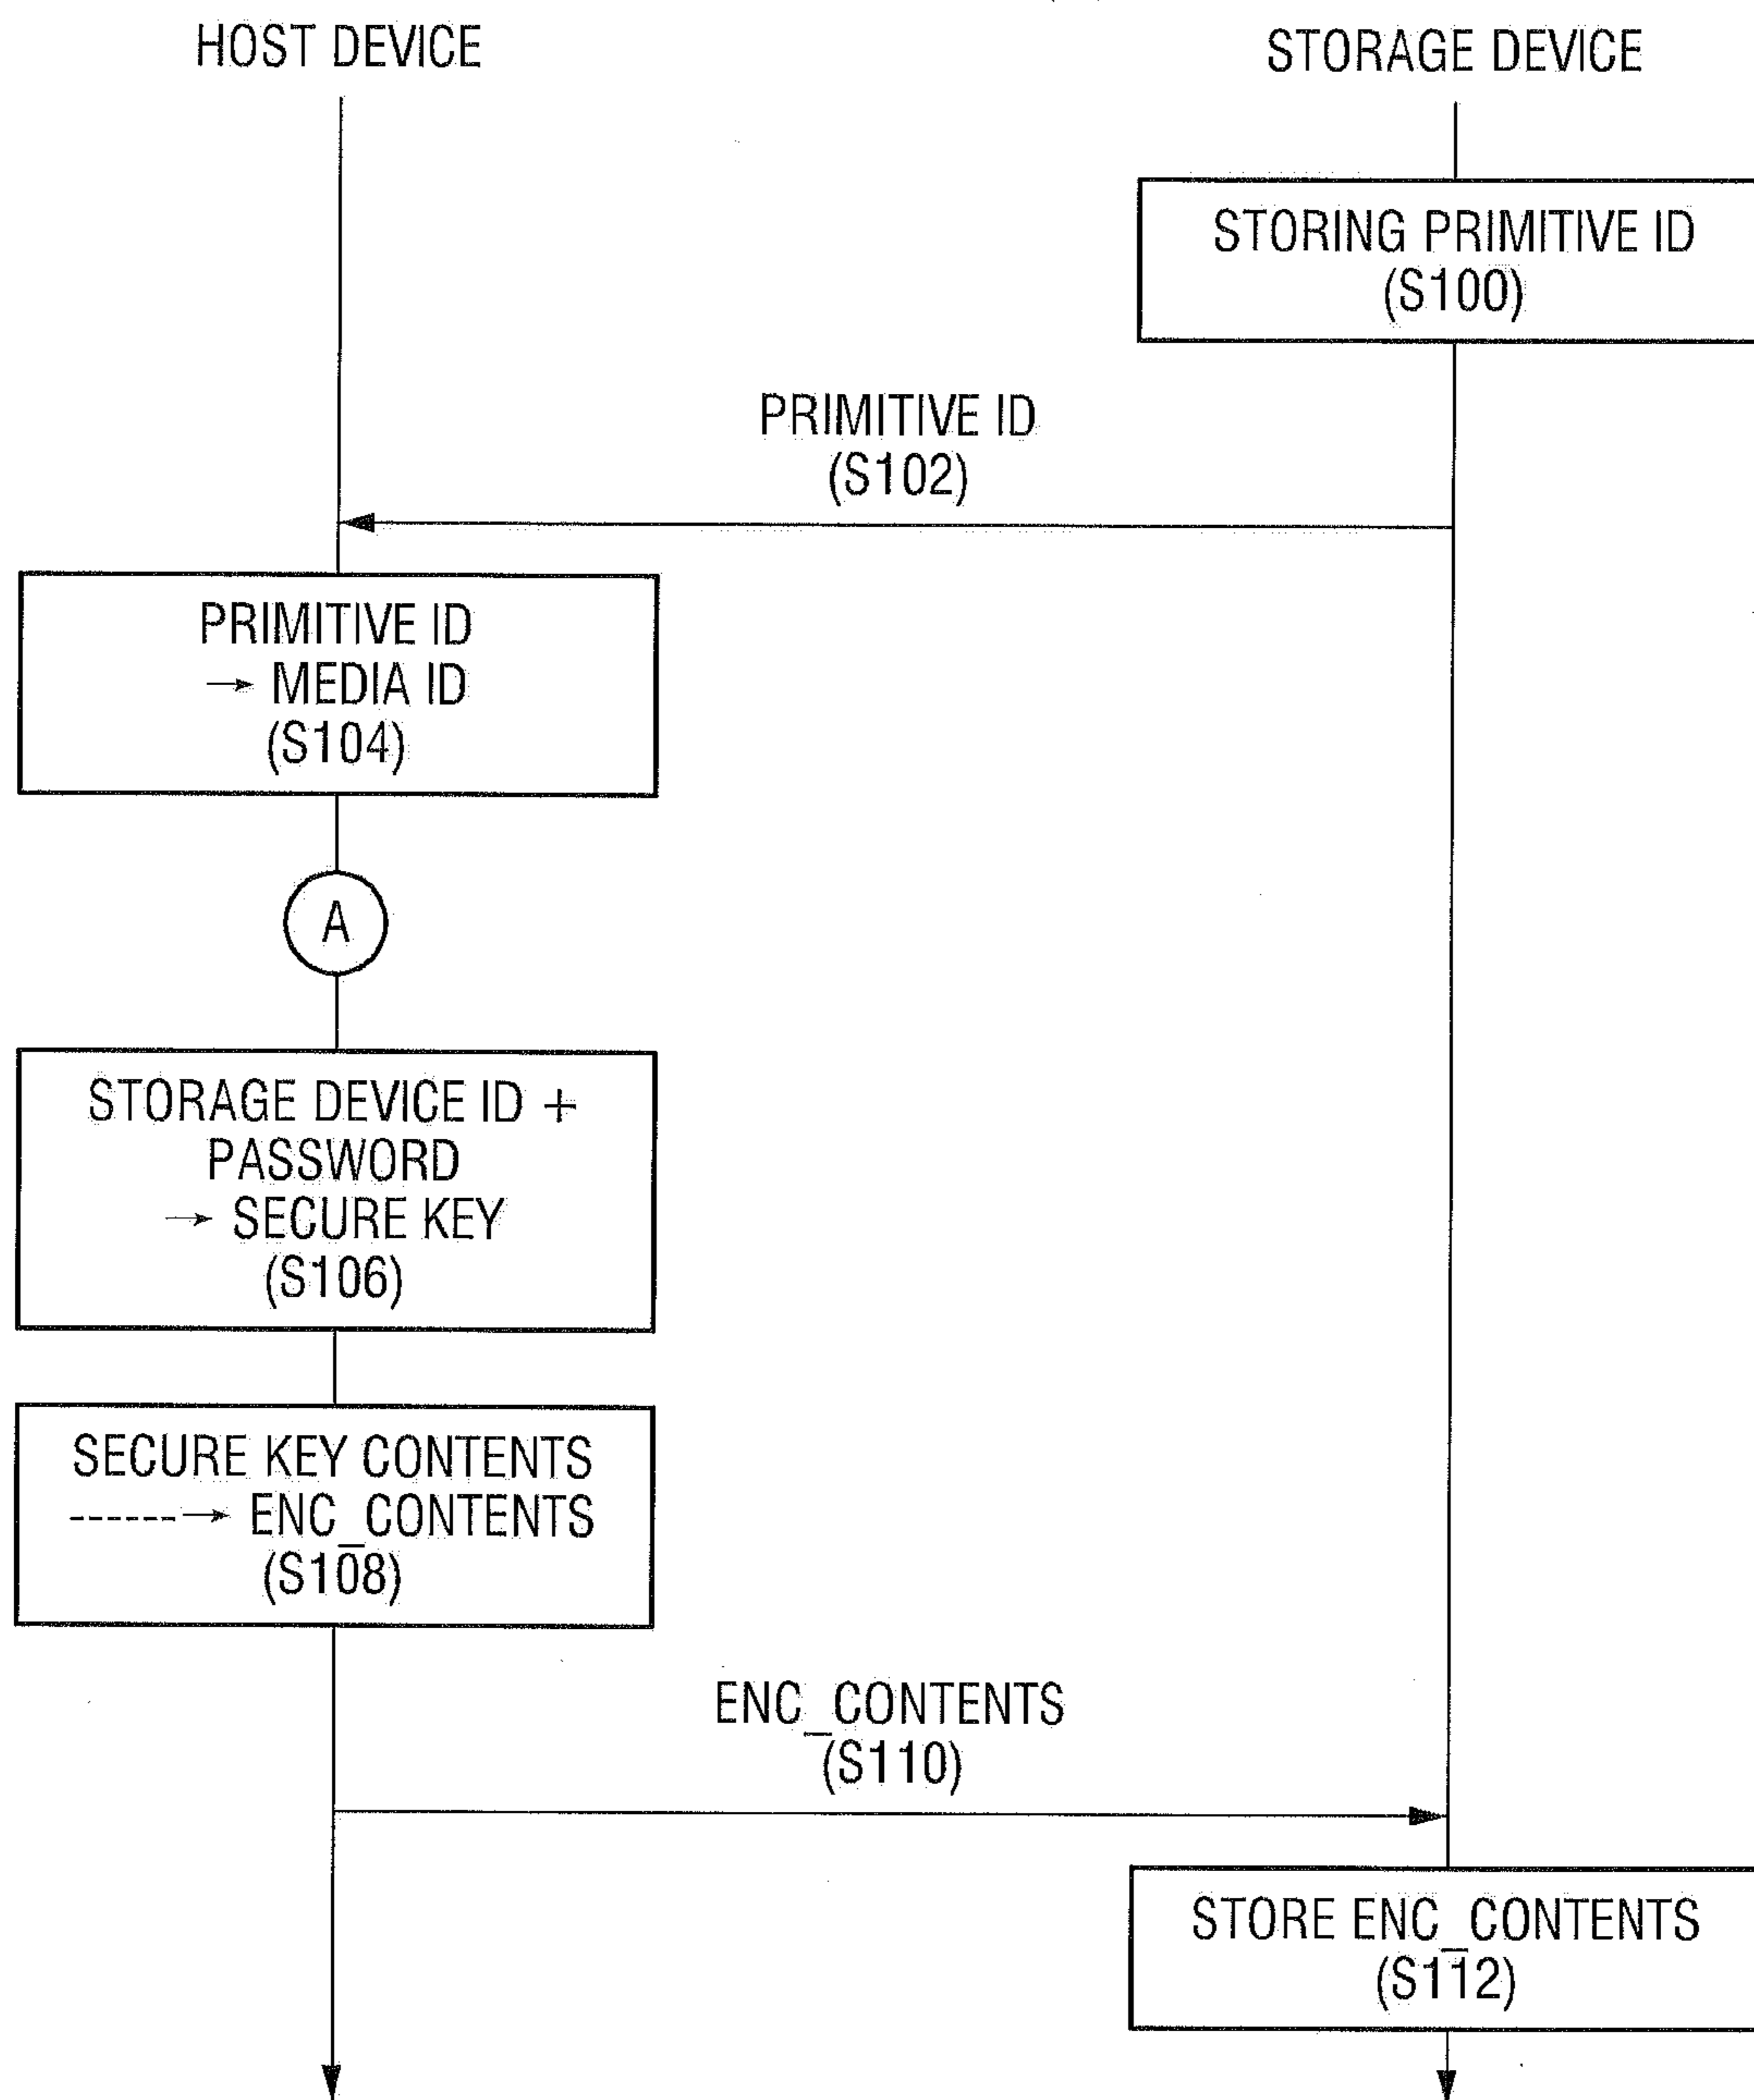 HOST DEVICE
STORAGE DEVICE
STORING PRIMITIVE ID
(S100)
PRIMITIVE ID
(S102)
PRIMITIVE ID
→ MEDIA ID
(S104)
A
STORAGE DEVICE ID +
PASSWORD
→ SECURE KEY
(S106)
SECURE KEY CONTENTS
------→ ENC_CONTENTS
(S108)
ENC_CONTENTS
(S110)
STORE ENC_CONTENTS
(S112)